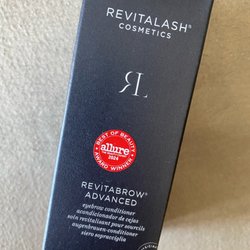 REVITALASH®
COSMETICS
RL
BEST OF BEAUTY
allure
2024
AWARD WINNER
REVITABROW®
ADVANCED
eyebrow conditioner
acondicionador de cejas
soin revitalisant pour sourcils
augenbrauen-conditioner
siero sopracciglia